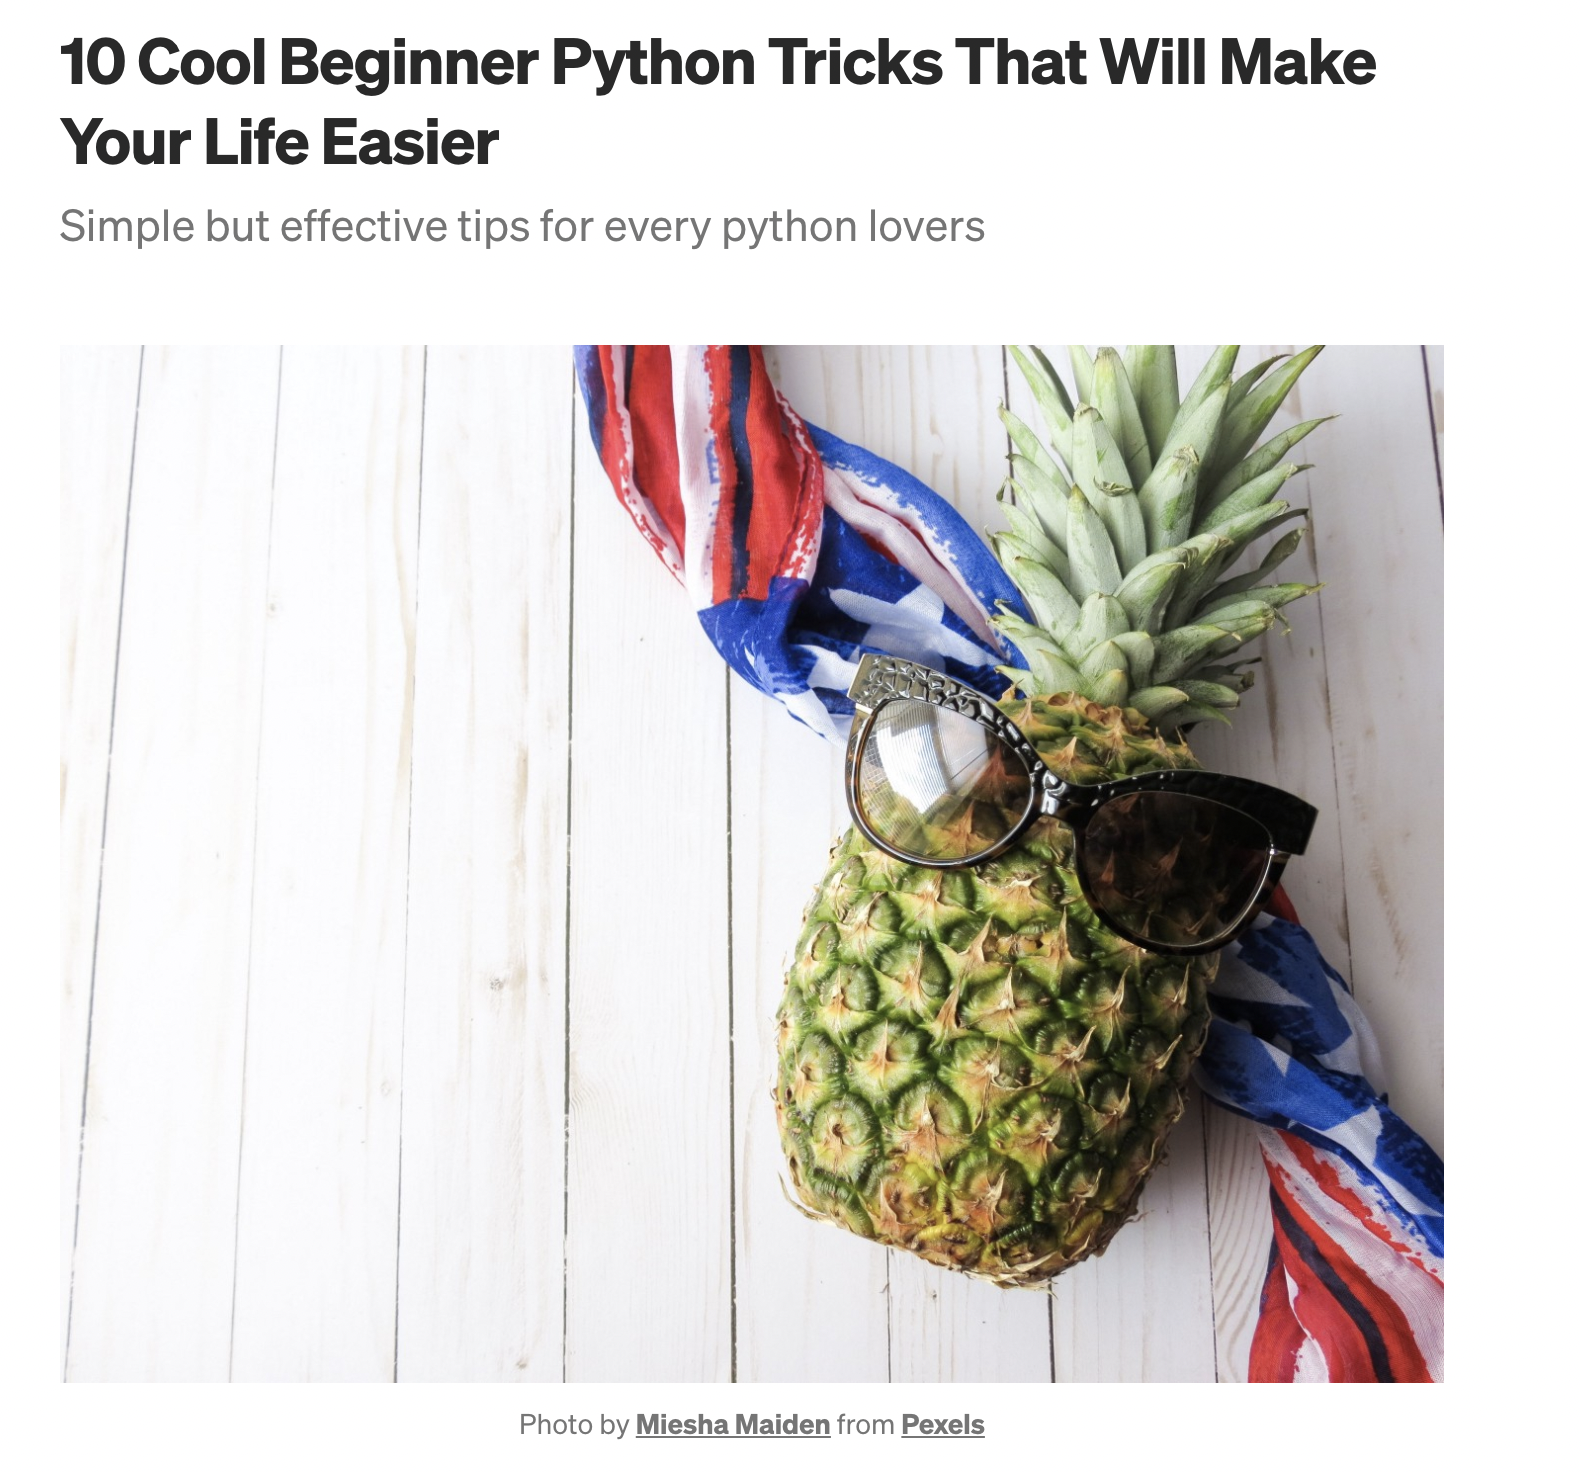 10 Cool Beginner Python Tricks That Will Make
Your Life Easier
Simple but effective tips for every python lovers
Photo by Miesha Maiden from Pexels